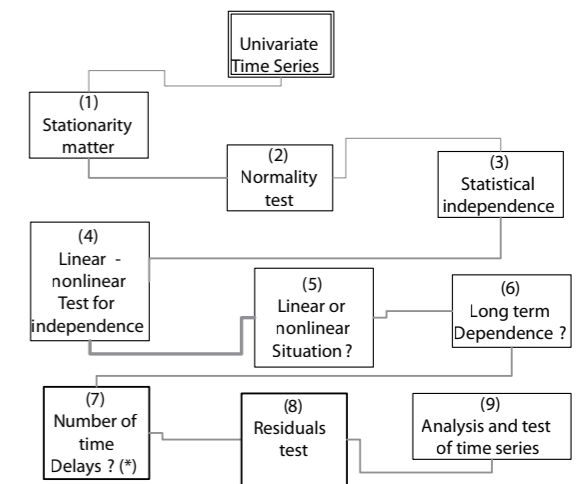 Univariate
Time Series
(1)
Stationarity
matter
(2)
Normality
test
(3)
Statistical
independence
(4)
Linear -
nonlinear
Test for
independence
(5)
Linear or
nonlinear
Situation ?
(6)
Long term
Dependence ?
(7)
Number of
time
Delays ? (*)
(8)
Residuals
test
(9)
Analysis and test
of time series